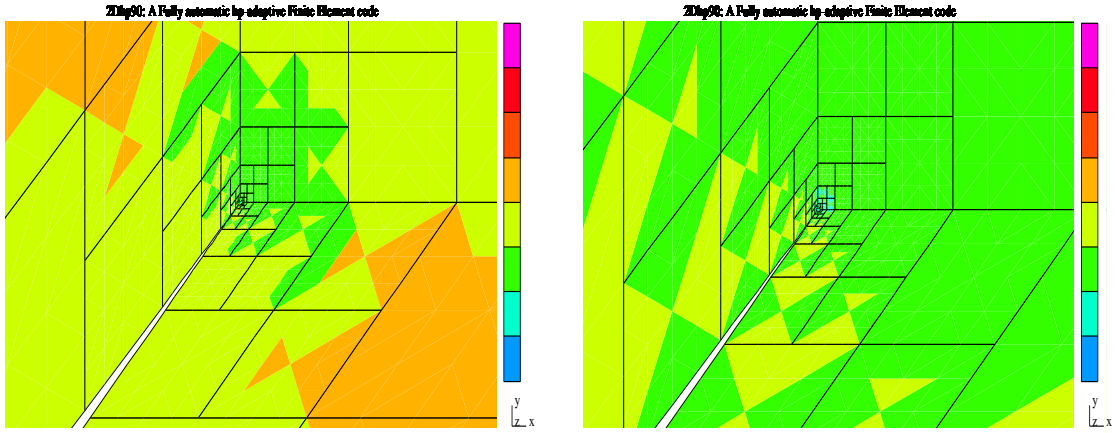 2Dhp90: A Fully automatic hp-adaptive Finite Element code
2Dhp90: A Fully automatic hp-adaptive Finite Element code
y
z x
y
z x